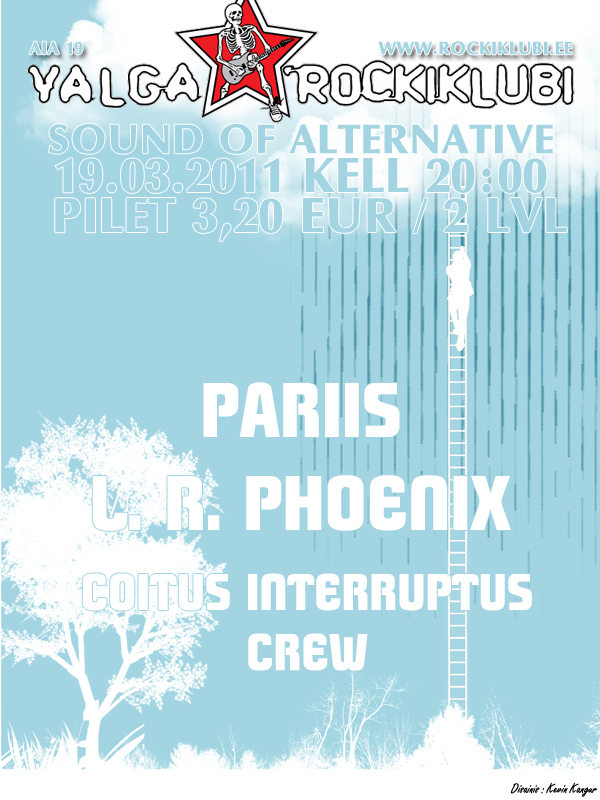 AIA 19
WWW.ROCKIKLUBI.EE
VALGA ROCKIKLUBI
SOUND OF ALTERNATIVE
19.03.2011 KELL 20:00
PILET 3,20 EUR / 2 LVL
PARIIS
L. R. PHOENIX
COITUS INTERRUPTUS
CREW
Disainis : Kevin Kangur